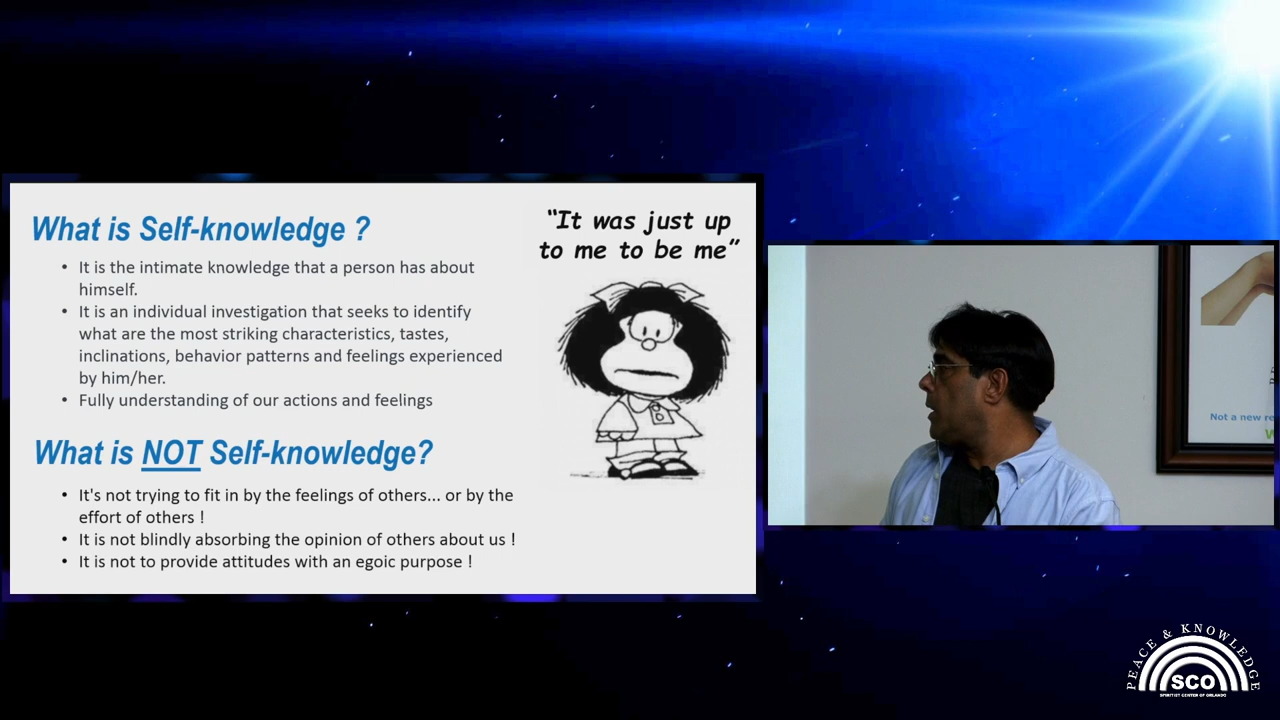 What is Self-knowledge ?
• It is the intimate knowledge that a person has about
himself.
• It is an individual investigation that seeks to identify
what are the most striking characteristics, tastes,
inclinations, behavior patterns and feelings experienced
by him/her.
• Fully understanding of our actions and feelings
What is NOT Self-knowledge?
• It's not trying to fit in by the feelings of others... or by the
effort of others !
• It is not blindly absorbing the opinion of others about us !
• It is not to provide attitudes with an egoic purpose !
“It was just up
to me to be me”
Not a new
PEACE & KNOWLEDGE
SCO
SPIRITIST CENTER OF ORLANDO